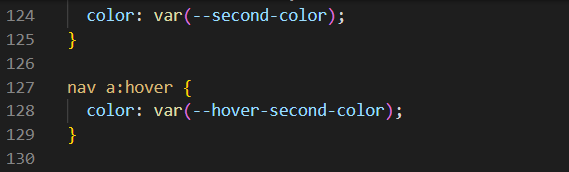 124 color: var(--second-color);
125 }
126
127 nav a:hover {
128 color: var(--hover-second-color);
129 }
130